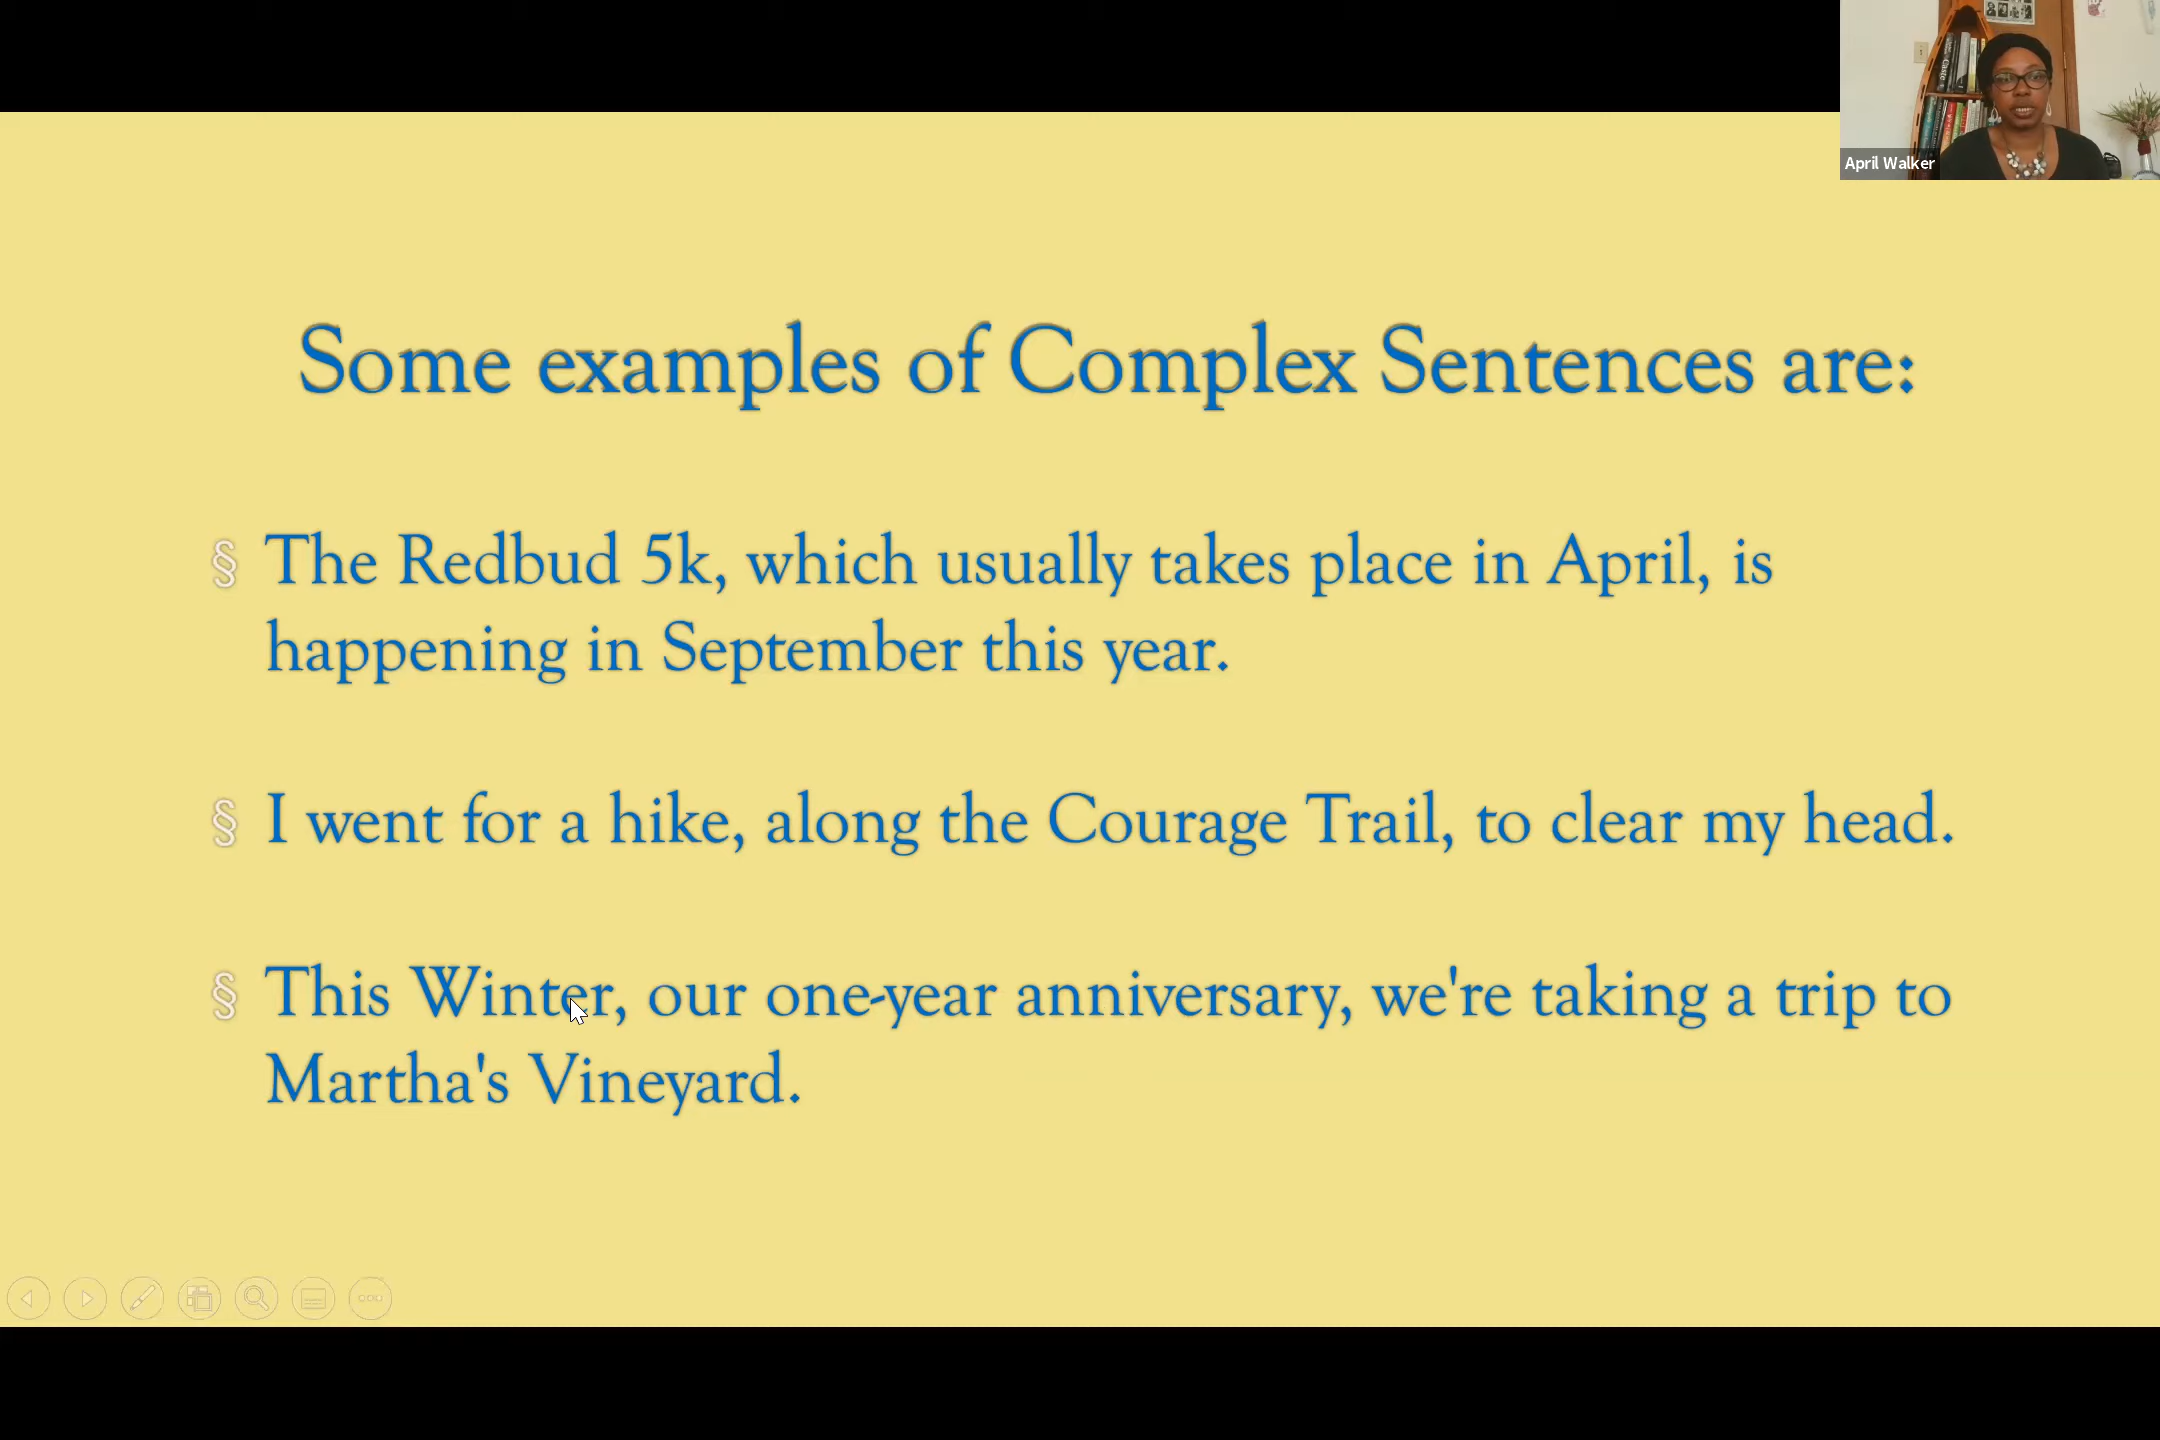 April Walker
Some examples of Complex Sentences are:
§ The Redbud 5k, which usually takes place in April, is
happening in September this year.
§ I went for a hike, along the Courage Trail, to clear my head.
§ This Winter, our one-year anniversary, we're taking a trip to
Martha's Vineyard.